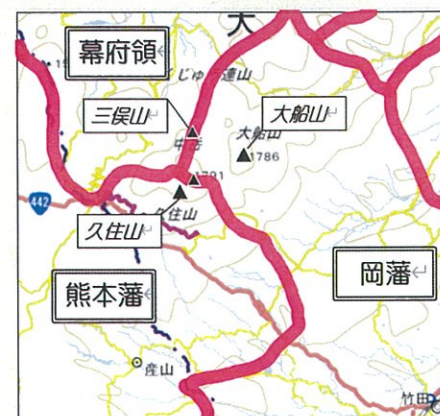 大
幕府領
くじゅう連山
三俣山
大船山
中岳
大船山
1786
1791
442
久住山
久住山
熊本藩
岡藩
産山
竹田